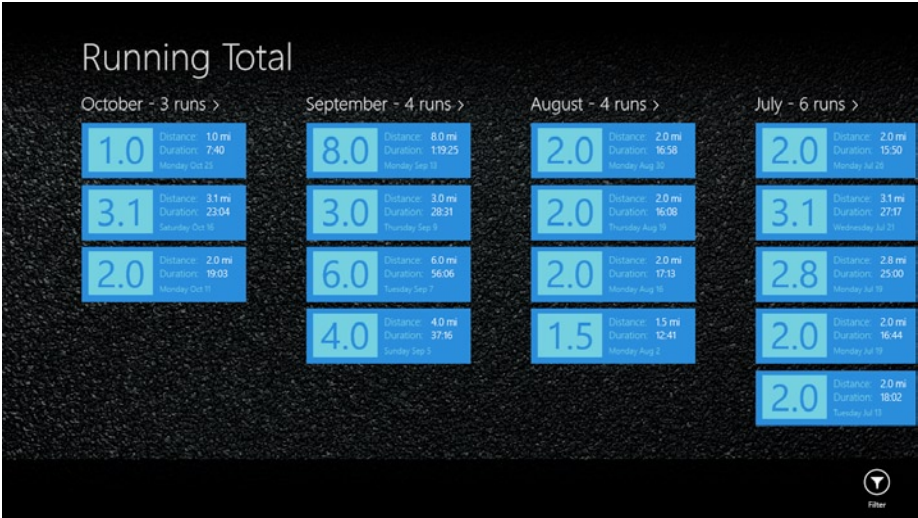 Running Total
October - 3 runs >
1.0
Distance: 1.0 mi
Duration: 7:40
Monday Oct 25
3.1
Distance: 3.1 mi
Duration: 23:04
Saturday Oct 16
2.0
Distance: 2.0 mi
Duration: 19:03
Monday Oct 11
September - 4 runs >
8.0
Distance: 8.0 mi
Duration: 1:19:25
Monday Sep 13
3.0
Distance: 3.0 mi
Duration: 28:31
Thursday Sep 9
6.0
Distance: 6.0 mi
Duration: 56:06
Tuesday Sep 7
4.0
Distance: 4.0 mi
Duration: 37:16
Sunday Sep 5
August - 4 runs >
2.0
Distance: 2.0 mi
Duration: 16:58
Monday Aug 30
2.0
Distance: 2.0 mi
Duration: 16:08
Thursday Aug 19
2.0
Distance: 2.0 mi
Duration: 17:13
Monday Aug 16
1.5
Distance: 1.5 mi
Duration: 12:41
Monday Aug 2
July - 6 runs >
2.0
Distance: 2.0 mi
Duration: 15:50
Monday Jul
3.1
Distance: 3.1 mi
Duration: 27:17
Wednesday Jul 21
2.8
Distance: 2.8 mi
Duration: 25:00
Monday Jul 19
2.0
Distance: 2.0 mi
Duration: 16:44
Monday Jul 19
2.0
Distance: 2.0 mi
Duration: 18:02
Tuesday Jul 13
Filter